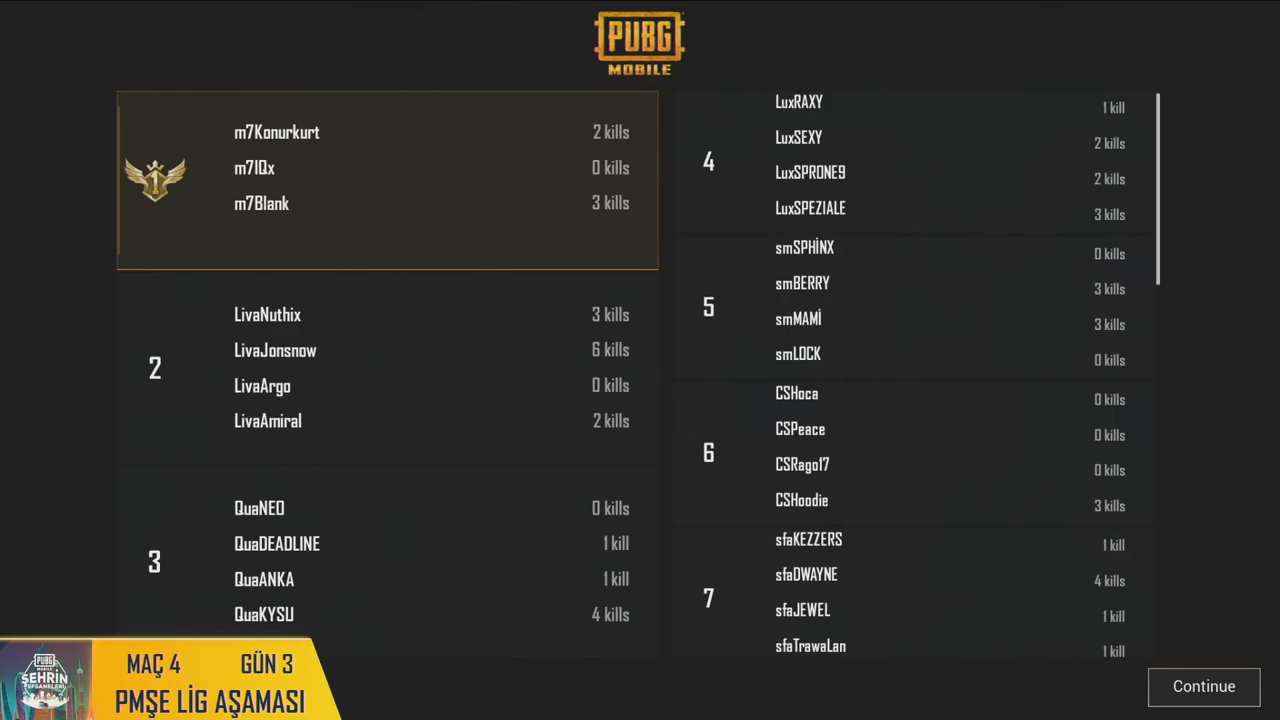 PUBG
MOBILE
1
m7Konurkurt 2 kills
m7IQx 0 kills
m7Blank 3 kills
2
LivaNuthix 3 kills
LivaJonsnow 6 kills
LivaArgo 0 kills
LivaAmiral 2 kills
3
QuaNEO 0 kills
QuaDEADLINE 1 kill
QuaANKA 1 kill
QuaKYSU 4 kills
4
LuxRAXY 1 kill
LuxSEXY 2 kills
LuxSPRONE9 2 kills
LuxSPEZIALE 3 kills
5
smSPHİNX 0 kills
smBERRY 3 kills
smMAMİ 3 kills
smLOCK 0 kills
6
CSHoca 0 kills
CSPeace 0 kills
CSRago17 0 kills
CSHoodie 3 kills
7
sfaKEZZERS 1 kill
sfaDWAYNE 4 kills
sfaJEWEL 1 kill
sfaTrawaLan 1 kill
PUBG
MOBILE
ŞEHRİN
EFSANELERİ
MAÇ 4 GÜN 3
PMŞE LİG AŞAMASI
Continue